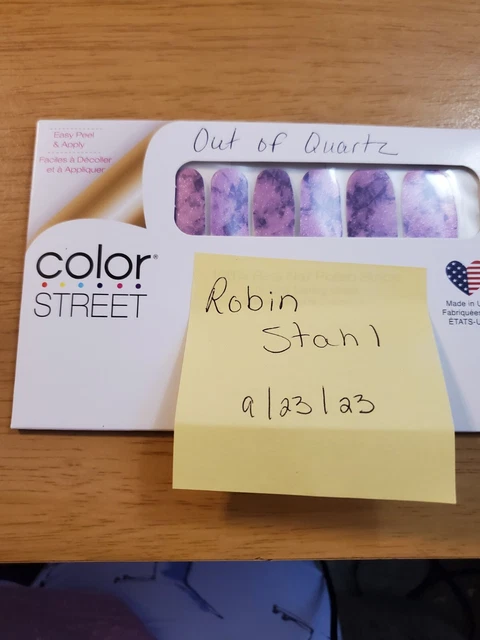 Easy Peel
& Apply
Faciles à Décoller
et à Appliquer
Out of Quartz
color®
STREET
Made in U
Fabriquées
ÉTATS-U
Robin
Stahl
9/23/23